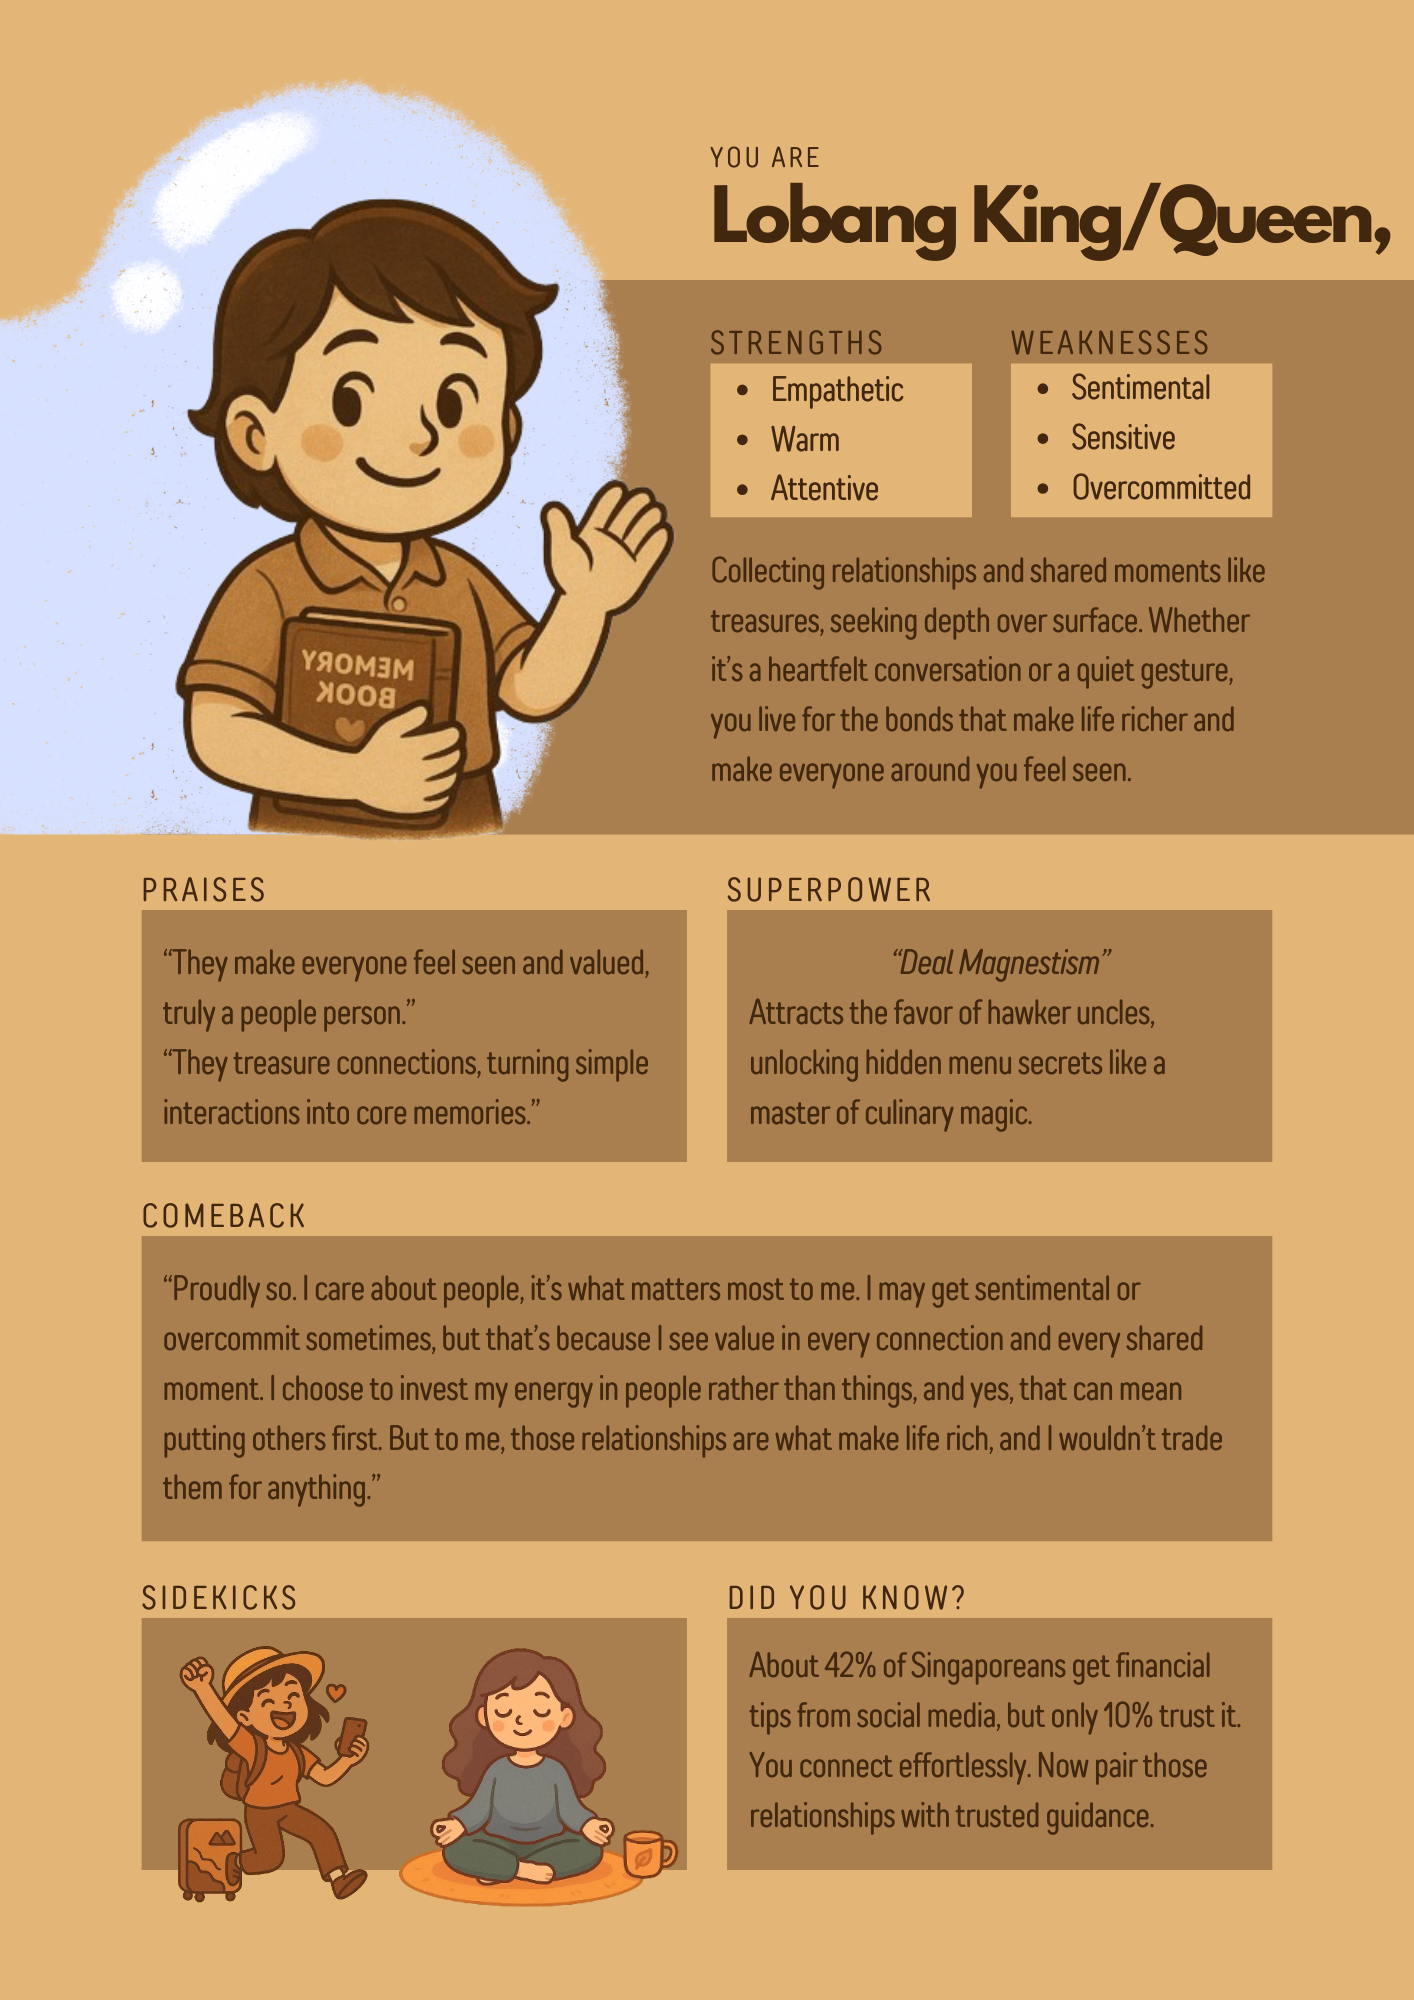 YOU ARE
Lobang King/Queen,
STRENGTHS
• Empathetic
• Warm
• Attentive
WEAKNESSES
• Sentimental
• Sensitive
• Overcommitted
Collecting relationships and shared moments like
treasures, seeking depth over surface. Whether
it’s a heartfelt conversation or a quiet gesture,
you live for the bonds that make life richer and
make everyone around you feel seen.
MEMORY
BOOK
PRAISES
“They make everyone feel seen and valued,
truly a people person.”
“They treasure connections, turning simple
interactions into core memories.”
SUPERPOWER
“Deal Magnestism”
Attracts the favor of hawker uncles,
unlocking hidden menu secrets like a
master of culinary magic.
COMEBACK
“Proudly so. I care about people, it’s what matters most to me. I may get sentimental or
overcommit sometimes, but that’s because I see value in every connection and every shared
moment. I choose to invest my energy in people rather than things, and yes, that can mean
putting others first. But to me, those relationships are what make life rich, and I wouldn’t trade
them for anything.”
SIDEKICKS
DID YOU KNOW?
About 42% of Singaporeans get financial
tips from social media, but only 10% trust it.
You connect effortlessly. Now pair those
relationships with trusted guidance.